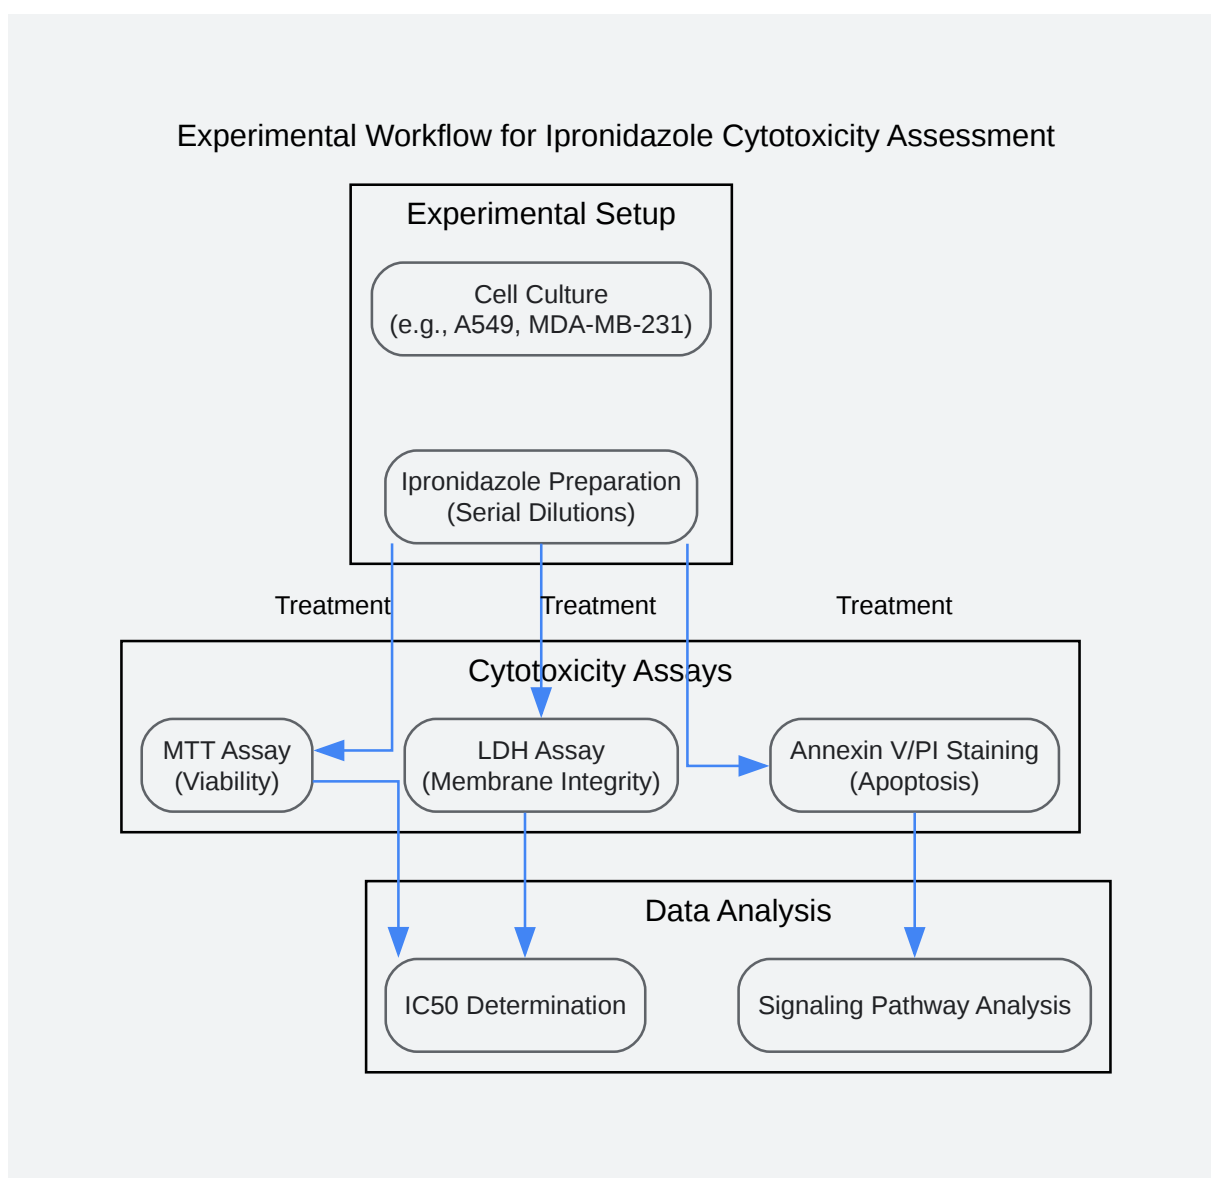 Experimental Workflow for Ipronidazole Cytotoxicity Assessment
Experimental Setup
Cell Culture
(e.g., A549, MDA-MB-231)
Ipronidazole Preparation
(Serial Dilutions)
Treatment
Treatment
Treatment
Cytotoxicity Assays
MTT Assay
(Viability)
LDH Assay
(Membrane Integrity)
Annexin V/PI Staining
(Apoptosis)
Data Analysis
IC50 Determination
Signaling Pathway Analysis